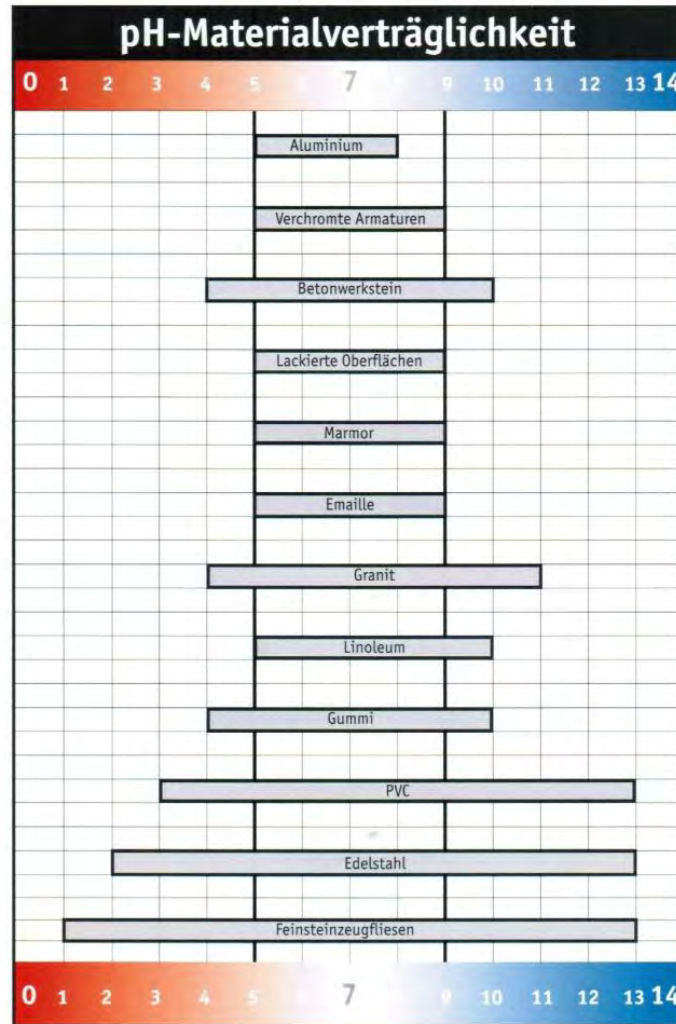 pH-Materialverträglichkeit
0 1 2 3 4 5 7 9 10 11 12 13 14
Aluminium
Verchromte Armaturen
Betonwerkstein
Lackierte Oberflächen
Marmor
Emaille
Granit
Linoleum
Gummi
PVC
Edelstahl
Feinsteinzeugfliesen
0 1 2 3 4 5 7 9 10 11 12 13 14